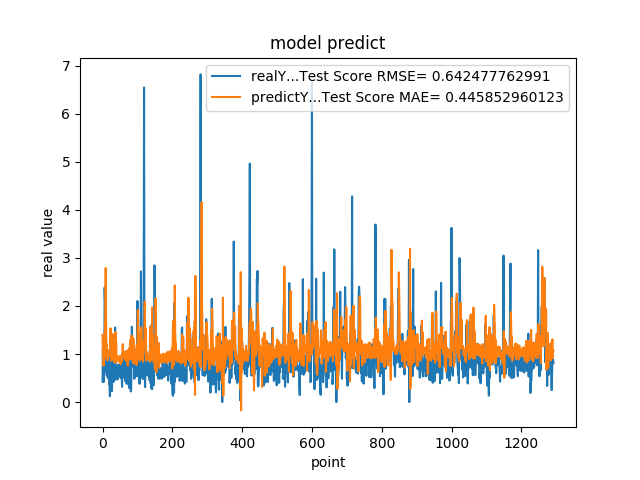 model predict
realY...Test Score RMSE= 0.642477762991
predictY...Test Score MAE= 0.445852960123
7
6
5
4
3
2
1
0
real value
0 200 400 600 800 1000 1200
point